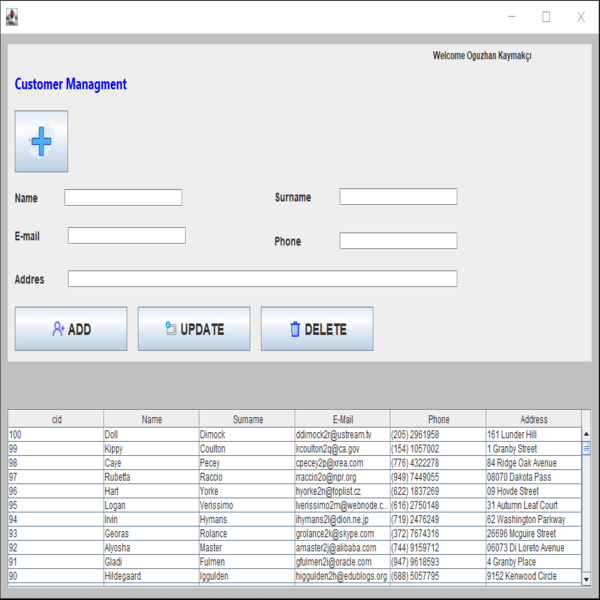 Welcome Oguzhan Kaymakçı
Customer Managment
Name
Surname
E-mail
Phone
Addres
ADD UPDATE DELETE
cid Name Surname E-Mail Phone Address
100 Doll Dimock ddimock2r@ustream.tv (205) 2961958 161 Lunder Hill
99 Kippy Coulton kcoulton2q@ca.gov (154) 1057002 1 Granby Street
98 Caye Pecey cpecey2p@xrea.com (776) 4322278 84 Ridge Oak Avenue
97 Rubetta Raccio rraccio2o@npr.org (949) 7449055 08070 Dakota Pass
96 Hart Yorke hyorke2n@toplist.cz (622) 1837269 09 Hovde Street
95 Logan Verissimo lverissimo2m@webnode.c... (616) 2750148 31 Autumn Leaf Court
94 Irvin Hymans ihymans2l@dion.ne.jp (719) 2476249 62 Washington Parkway
93 Georas Rolance grolance2k@skype.com (372) 7674316 26696 Mcguire Street
92 Alyosha Master amaster2j@alibaba.com (744) 9159712 06073 Di Loreto Avenue
91 Gladi Fulmen gfulmen2i@oracle.com (947) 9618593 4 Granby Place
90 Hildegaard Iggulden higgulden2h@edublogs.org (688) 5057795 9152 Kenwood Circle